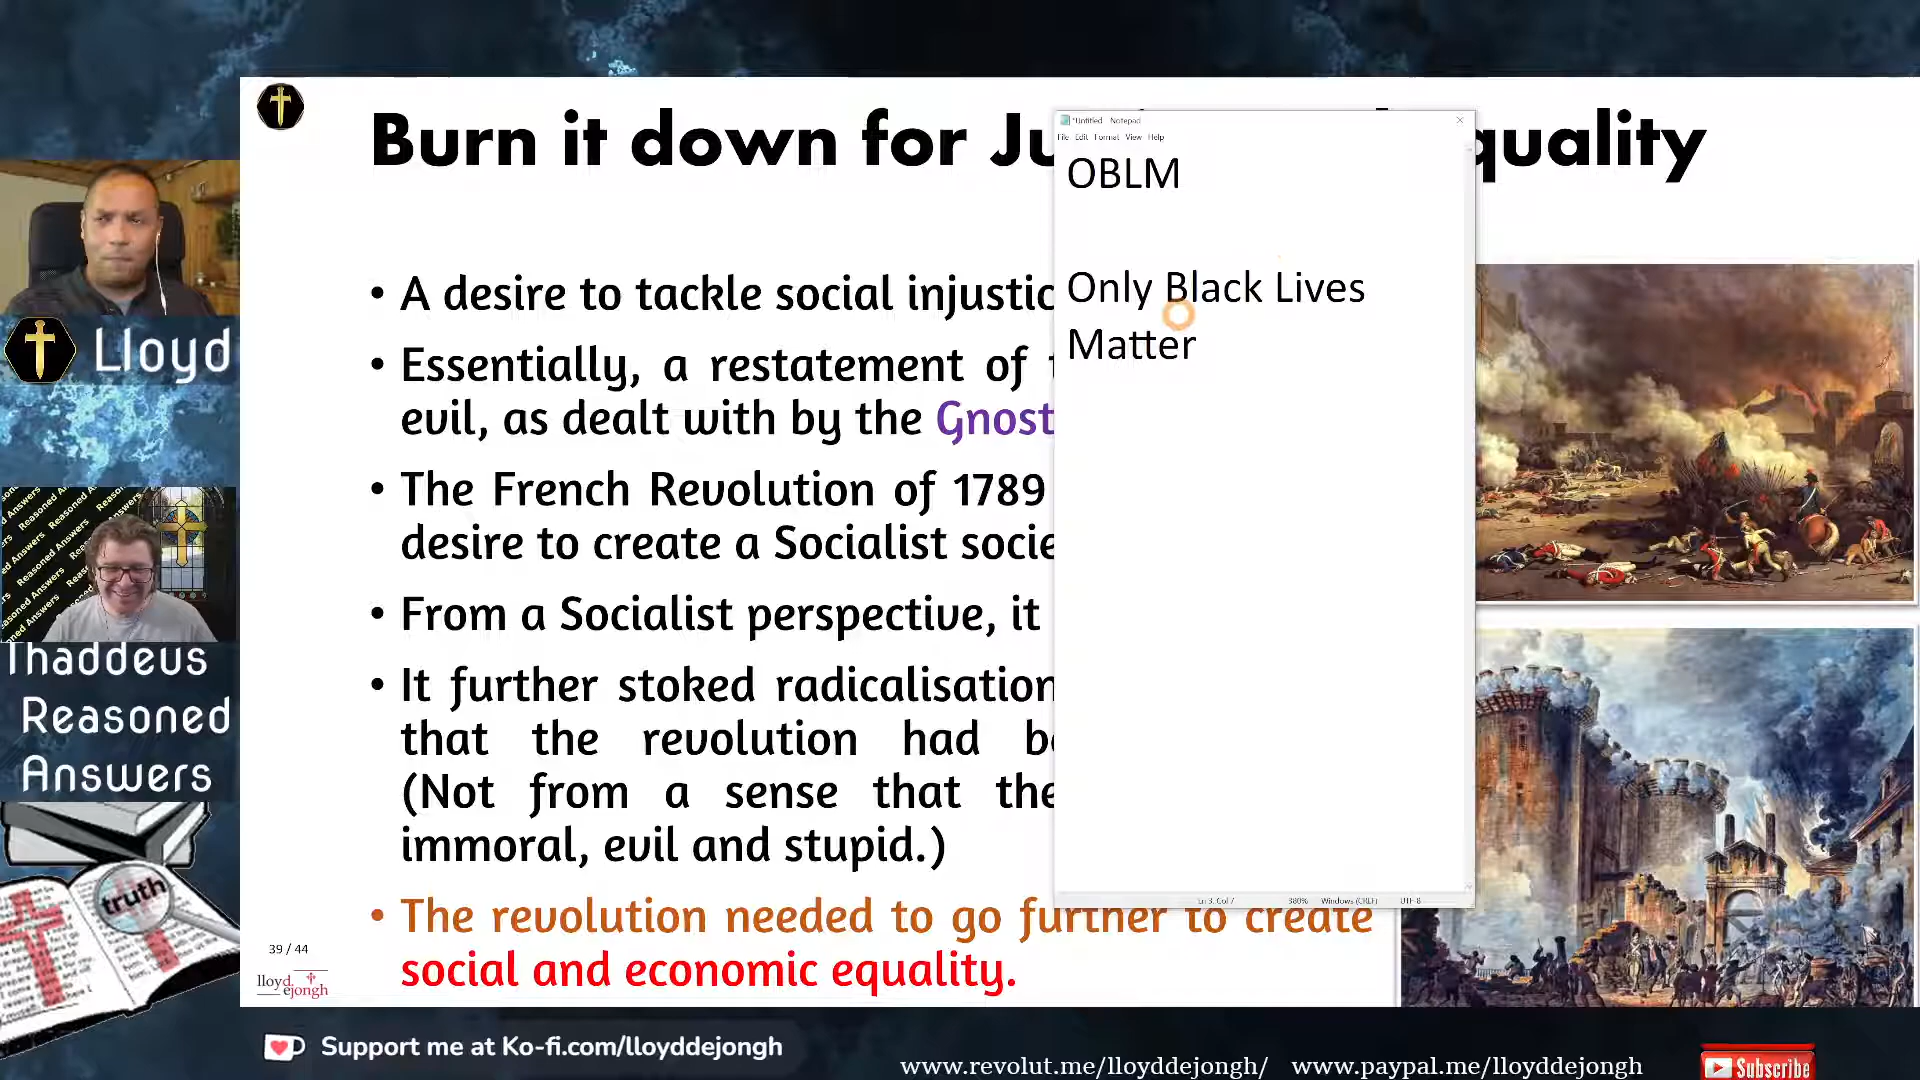 Burn it down for Ju quality
*Untitled Notepad
File Edit Format View Help
OBLM
Only Black Lives
Matter
• A desire to tackle social injustic
• Essentially, a restatement of t
evil, as dealt with by the Gnost
• The French Revolution of 1789
desire to create a Socialist socie
• From a Socialist perspective, it
• It further stoked radicalisation
that the revolution had be
(Not from a sense that the
immoral, evil and stupid.)
• The revolution needed to go further to create
social and economic equality.
Ln 3, Col 7 380% Windows (CRLF) UTF-8
39 / 44
lloyd
dejongh
Lloyd
Reasoned Answers
Thaddeus
Reasoned
Answers
truth
Support me at Ko-fi.com/lloyddejongh
www.revolut.me/lloyddejongh/ www.paypal.me/lloyddejongh
Subscribe